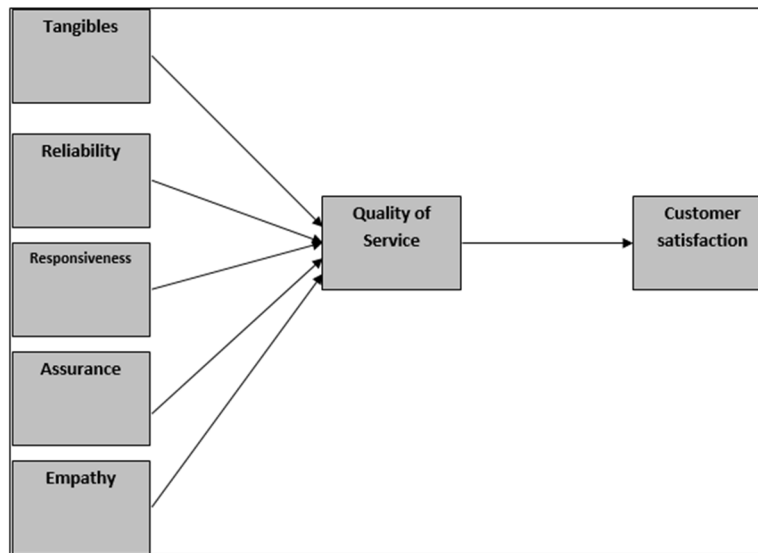 Tangibles
Reliability
Responsiveness
Assurance
Empathy
Quality of
Service
Customer
satisfaction